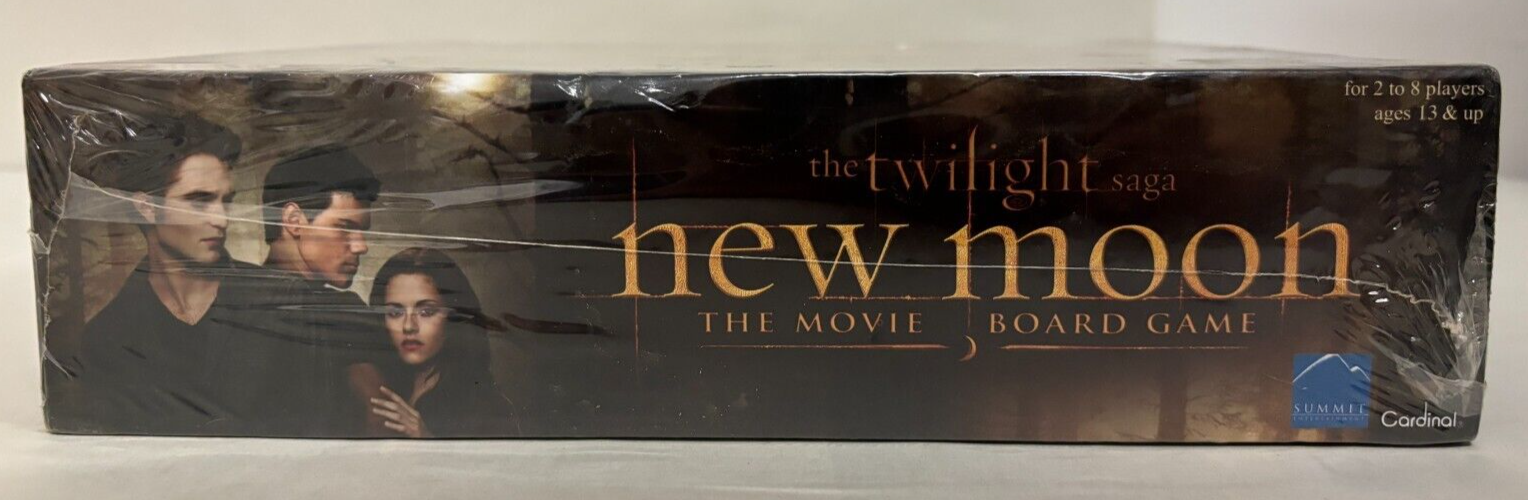 for 2 to 8 players
ages 13 & up
the twilight saga
new moon
THE MOVIE BOARD GAME
SUMMIT
ENTERTAINMENT
Cardinal